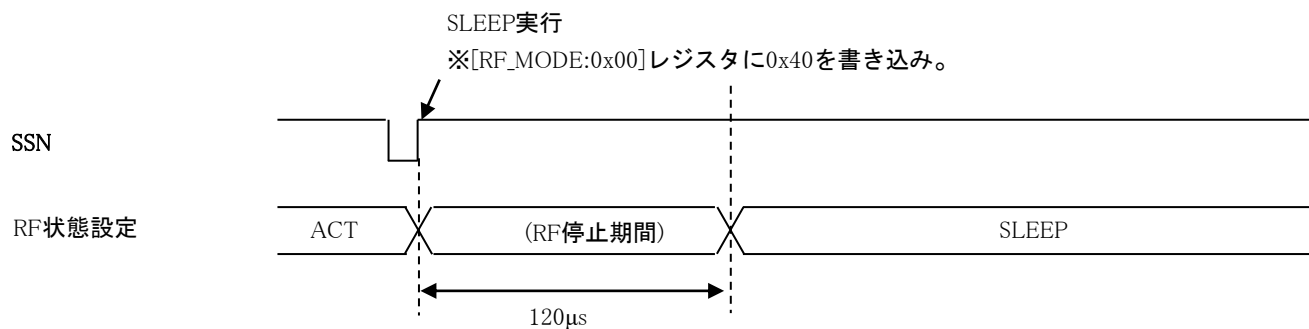 SLEEP実行
※[RF_MODE:0x00]レジスタに0x40を書き込み。
SSN
RF状態設定
ACT
(RF停止期間)
SLEEP
120μs